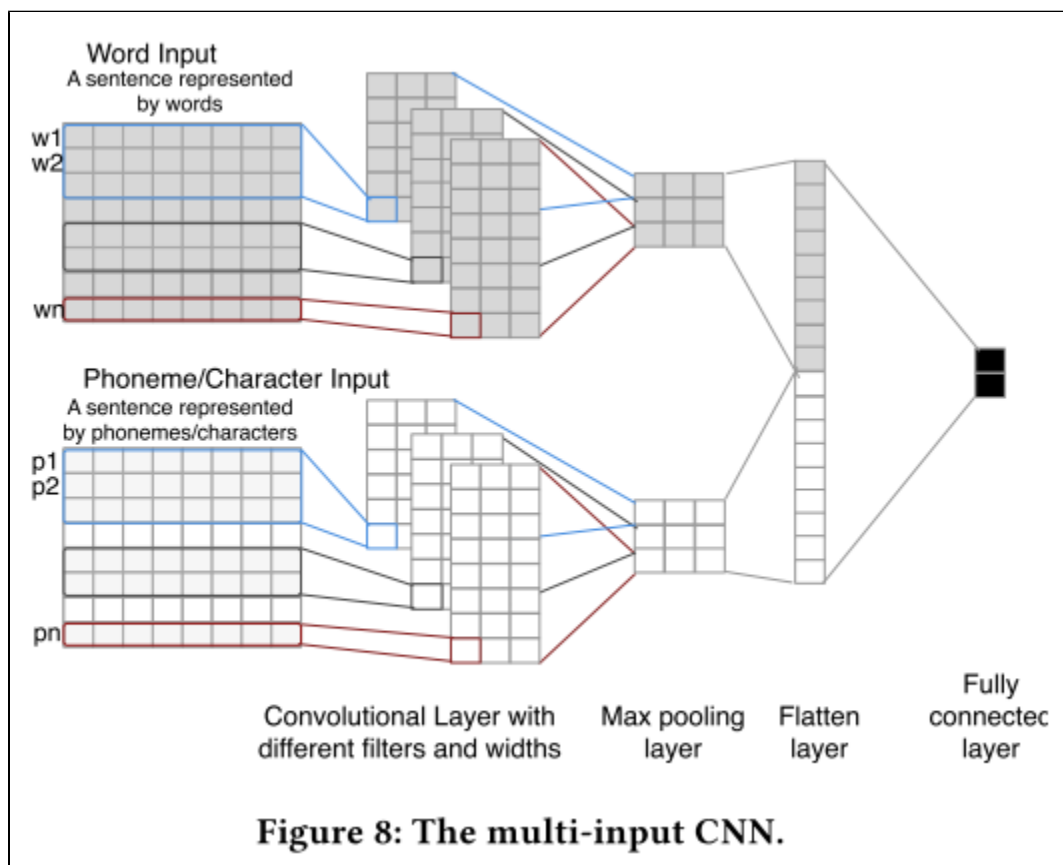 Word Input
A sentence represented
by words
w1
w2
wn
Phoneme/Character Input
A sentence represented
by phonemes/characters
p1
p2
pn
Convolutional Layer with
different filters and widths
Max pooling
layer
Flatten
layer
Fully
connected
layer
Figure 8: The multi-input CNN.